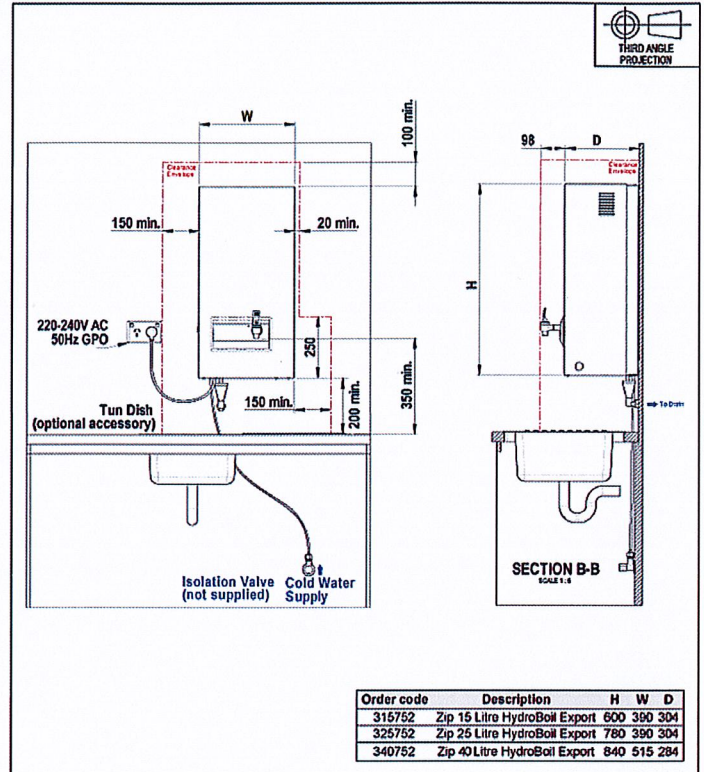 THIRD ANGLE
PROJECTION
W
100 min.
98
D
Clearance
Envelope
Clearance
Envelope
150 min.
20 min.
H
220-240V AC
50Hz GPO
250
350 min.
Tun Dish
(optional accessory)
150 min.
200 min.
To Drain
Isolation Valve
(not supplied)
Cold Water
Supply
SECTION B-B
SCALE 1 : 6
Order code Description H W D
315752 Zip 15 Litre HydroBoil Export 600 390 304
325752 Zip 25 Litre HydroBoil Export 780 390 304
340752 Zip 40 Litre HydroBoil Export 840 515 284